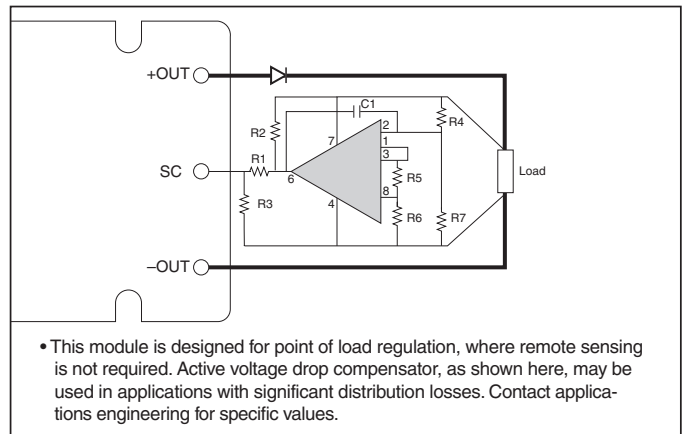 +OUT
C1
R2
7
2
R4
1
3
R1
SC
6
R5
Load
R3
4
8
R6
R7
–OUT
• This module is designed for point of load regulation, where remote sensing
is not required. Active voltage drop compensator, as shown here, may be
used in applications with significant distribution losses. Contact applica-
tions engineering for specific values.